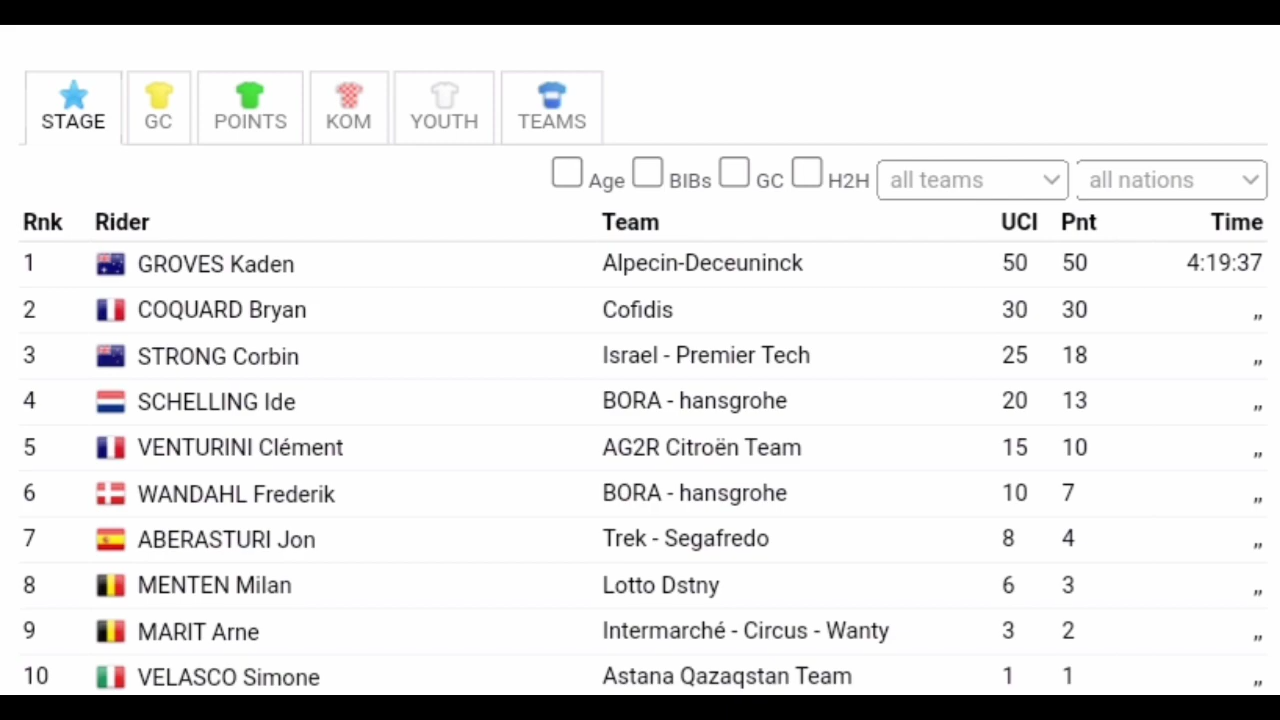 STAGE GC POINTS KOM YOUTH TEAMS
Age BIBs GC H2H all teams all nations
Rnk Rider Team UCI Pnt Time
1 GROVES Kaden Alpecin-Deceuninck 50 50 4:19:37
2 COQUARD Bryan Cofidis 30 30 ,,
3 STRONG Corbin Israel - Premier Tech 25 18 ,,
4 SCHELLING Ide BORA - hansgrohe 20 13 ,,
5 VENTURINI Clément AG2R Citroën Team 15 10 ,,
6 WANDAHL Frederik BORA - hansgrohe 10 7 ,,
7 ABERASTURI Jon Trek - Segafredo 8 4 ,,
8 MENTEN Milan Lotto Dstny 6 3 ,,
9 MARIT Arne Intermarché - Circus - Wanty 3 2 ,,
10 VELASCO Simone Astana Qazaqstan Team 1 1 ,,